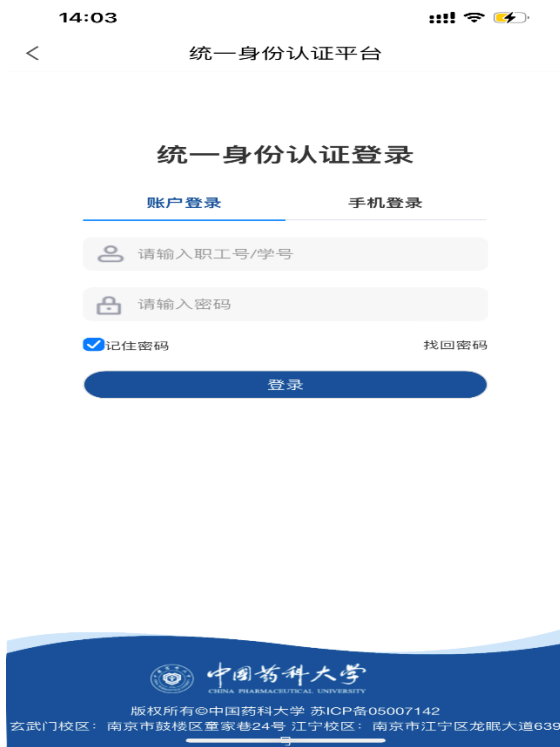 14:03
统一身份认证平台
统一身份认证登录
账户登录 手机登录
请输入职工号/学号
请输入密码
记住密码 找回密码
登录
中国药科大学
CHINA PHARMACEUTICAL UNIVERSITY
版权所有©中国药科大学 苏ICP备05007142
玄武门校区：南京市鼓楼区童家巷24号 江宁校区：南京市江宁区龙眠大道639
号